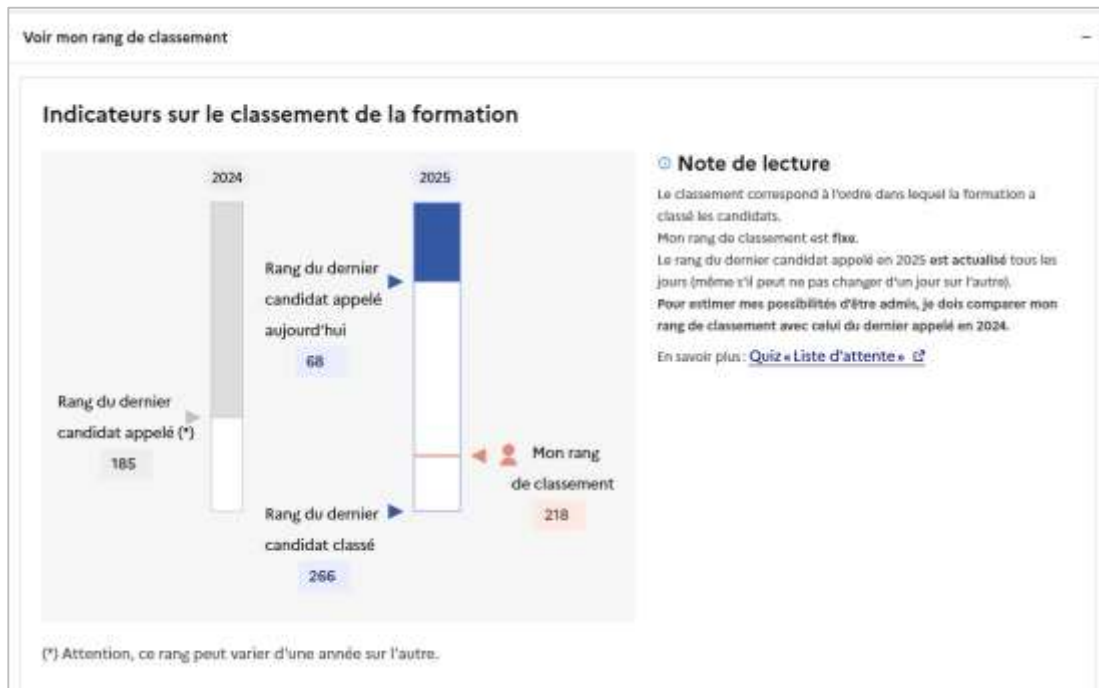 Voir mon rang de classement
–
Indicateurs sur le classement de la formation
2024
2025
Rang du dernier
candidat appelé
aujourd'hui
68
Rang du dernier
candidat appelé (*)
185
Mon rang
de classement
218
Rang du dernier
candidat classé
266
Note de lecture
Le classement correspond à l'ordre dans lequel la formation a
classé les candidats.
Mon rang de classement est fixe.
Le rang du dernier candidat appelé en 2025 est actualisé tous les
jours (même s'il peut ne pas changer d'un jour sur l'autre).
Pour estimer mes possibilités d'être admis, je dois comparer mon
rang de classement avec celui du dernier appelé en 2024.
En savoir plus : Quiz « Liste d'attente »
(*) Attention, ce rang peut varier d'une année sur l'autre.